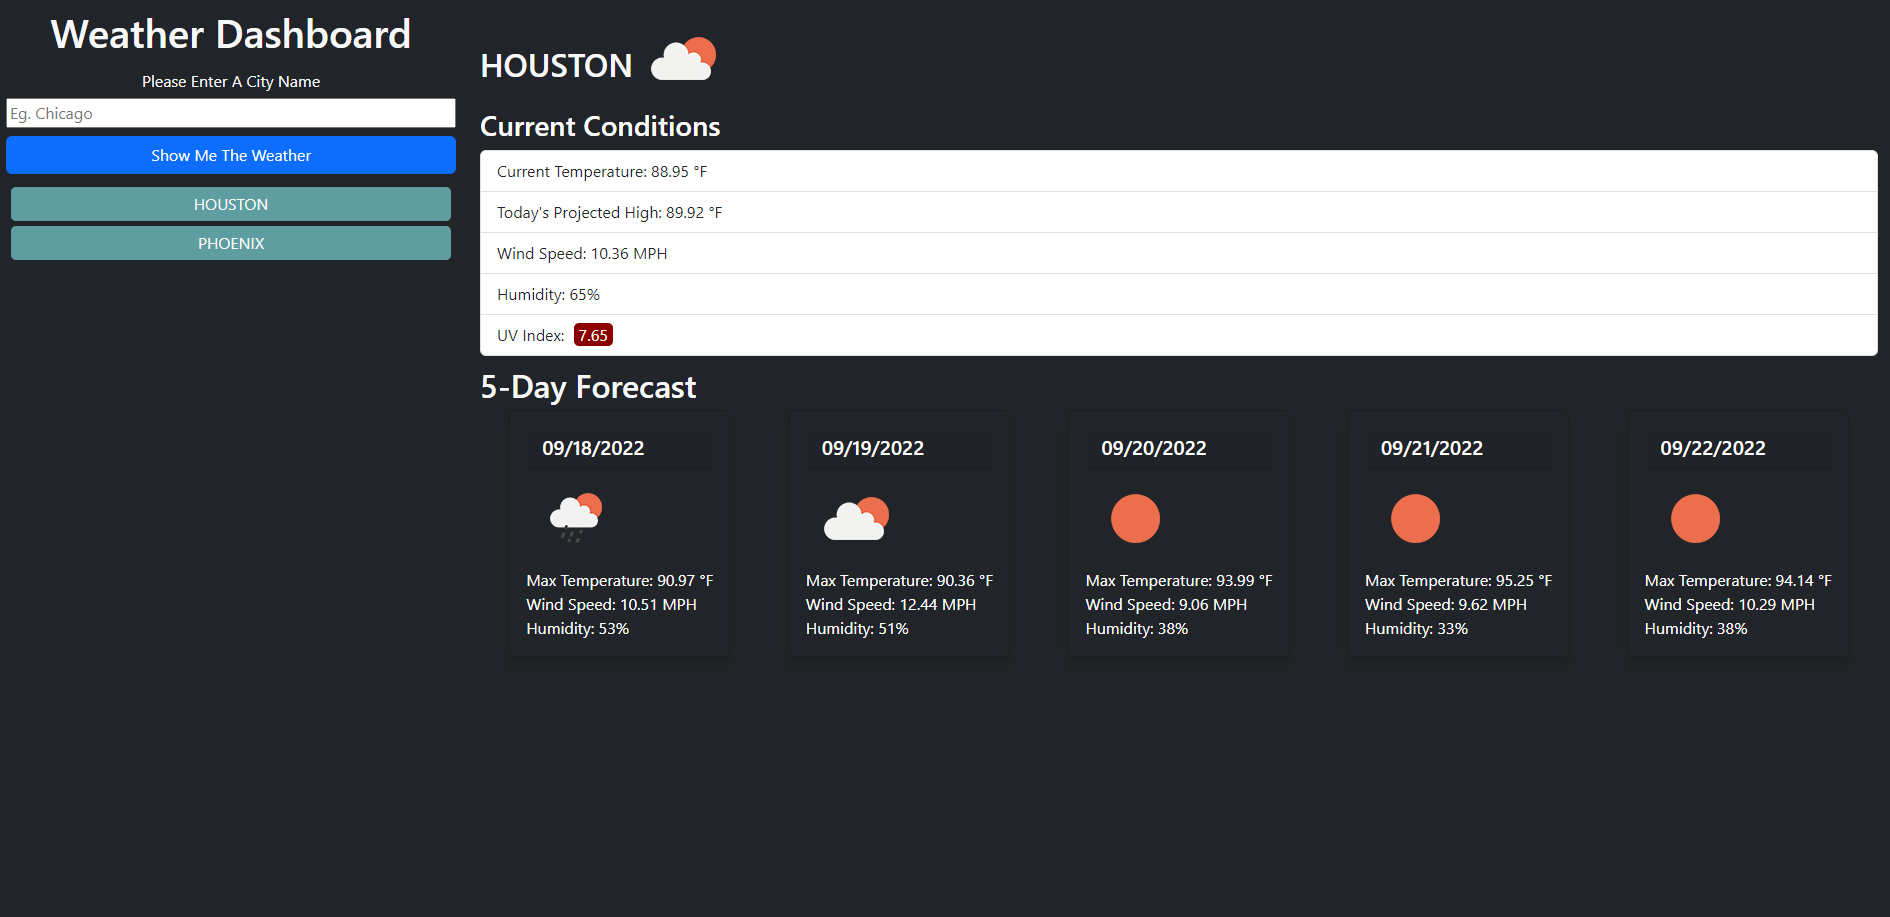 Weather Dashboard
Please Enter A City Name
Eg. Chicago
Show Me The Weather
HOUSTON
PHOENIX
HOUSTON
Current Conditions
Current Temperature: 88.95 °F
Today's Projected High: 89.92 °F
Wind Speed: 10.36 MPH
Humidity: 65%
UV Index: 7.65
5-Day Forecast
09/18/2022
Max Temperature: 90.97 °F
Wind Speed: 10.51 MPH
Humidity: 53%
09/19/2022
Max Temperature: 90.36 °F
Wind Speed: 12.44 MPH
Humidity: 51%
09/20/2022
Max Temperature: 93.99 °F
Wind Speed: 9.06 MPH
Humidity: 38%
09/21/2022
Max Temperature: 95.25 °F
Wind Speed: 9.62 MPH
Humidity: 33%
09/22/2022
Max Temperature: 94.14 °F
Wind Speed: 10.29 MPH
Humidity: 38%